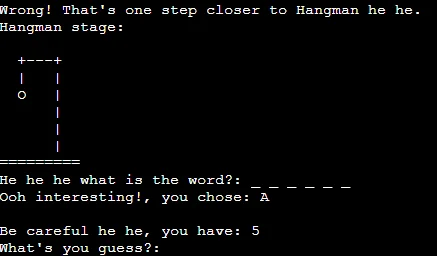 Wrong! That's one step closer to Hangman he he.
Hangman stage:
+---+
|   |
O   |
    |
    |
    |
=========
He he he what is the word?: _ _ _ _ _ _
Ooh interesting!, you chose: A
Be careful he he, you have: 5
What's you guess?: